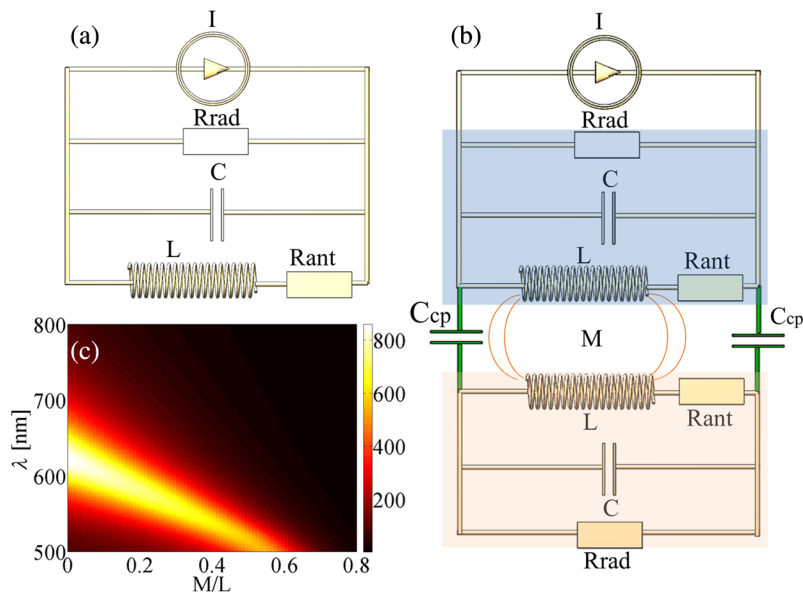 (a)
I
Rrad
C
L
Rant
(b)
I
Rrad
C
L
Rant
Ccp
Ccp
M
L
Rant
C
Rrad
(c)
800
700
600
500
λ [nm]
0
0.2
0.4
0.6
0.8
M/L
800
600
400
200